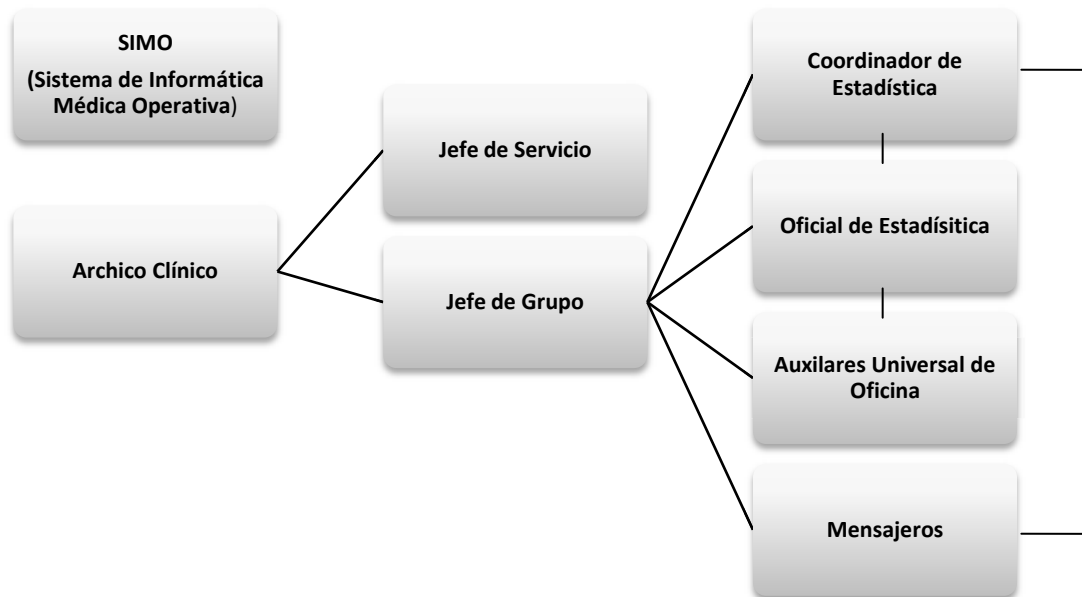 SIMO
(Sistema de Informática
Médica Operativa)
Archico Clínico
Jefe de Servicio
Jefe de Grupo
Coordinador de
Estadística
Oficial de Estadísitica
Auxilares Universal de
Oficina
Mensajeros